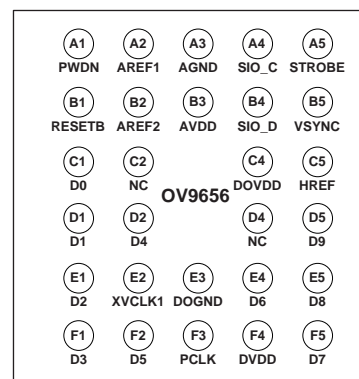 A1 A2 A3 A4 A5
PWDN AREF1 AGND SIO_C STROBE
B1 B2 B3 B4 B5
RESETB AREF2 AVDD SIO_D VSYNC
C1 C2 C4 C5
D0 NC DOVDD HREF
OV9656
D1 D2 D4 D5
D1 D4 NC D9
E1 E2 E3 E4 E5
D2 XVCLK1 DOGND D6 D8
F1 F2 F3 F4 F5
D3 D5 PCLK DVDD D7